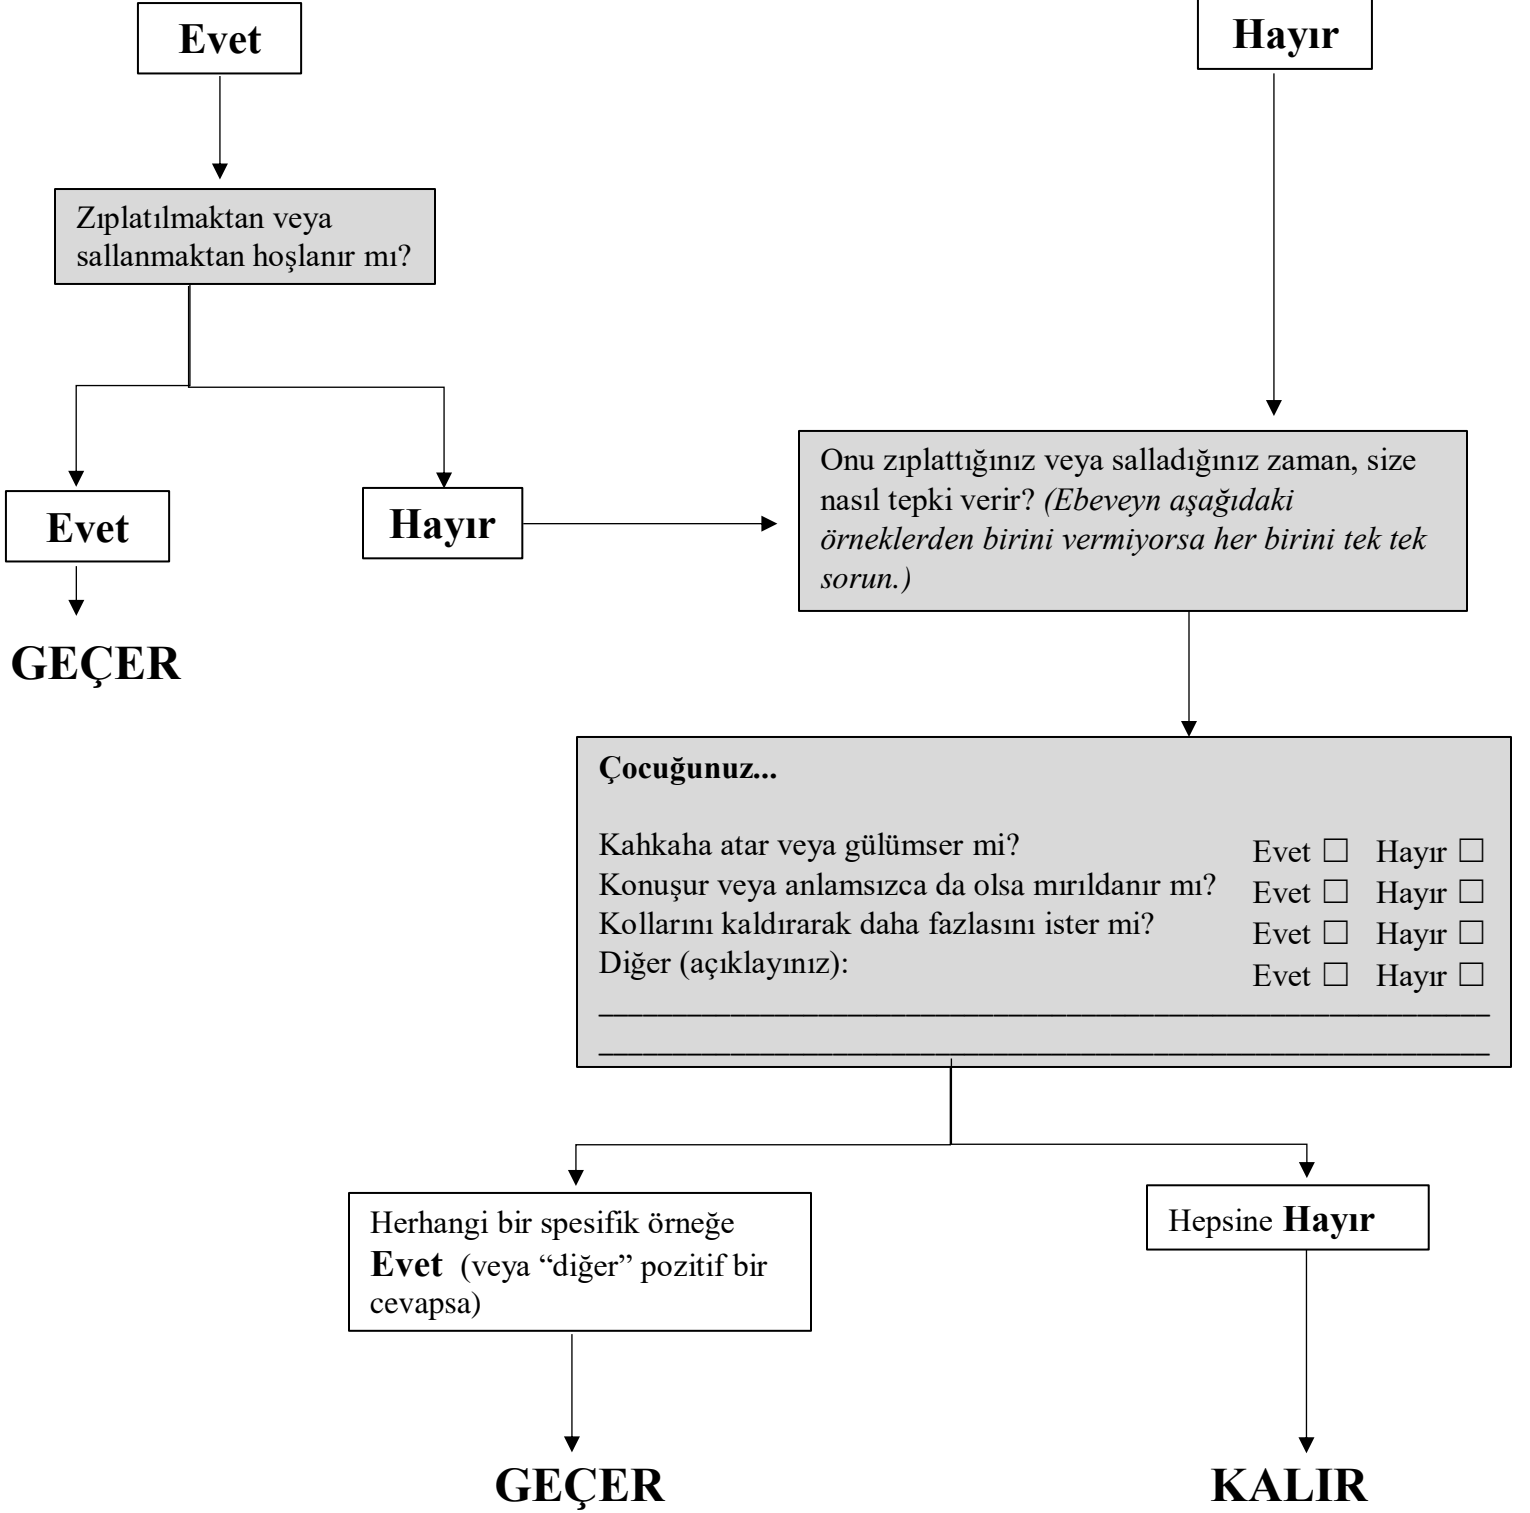 Evet
Hayır
Zıplatılmaktan veya
sallanmaktan hoşlanır mı?
Evet
Hayır
Onu zıplattığınız veya salladığınız zaman, size
nasıl tepki verir? (Ebeveyn aşağıdaki
örneklerden birini vermiyorsa her birini tek tek
sorun.)
GEÇER
Çocuğunuz...
Kahkaha atar veya gülümser mi? Evet ☐ Hayır ☐
Konuşur veya anlamsızca da olsa mırıldanır mı? Evet ☐ Hayır ☐
Kollarını kaldırarak daha fazlasını ister mi? Evet ☐ Hayır ☐
Diğer (açıklayınız): Evet ☐ Hayır ☐
Herhangi bir spesifik örneğe
Evet (veya “diğer” pozitif bir
cevapsa)
Hepsine Hayır
GEÇER
KALIR